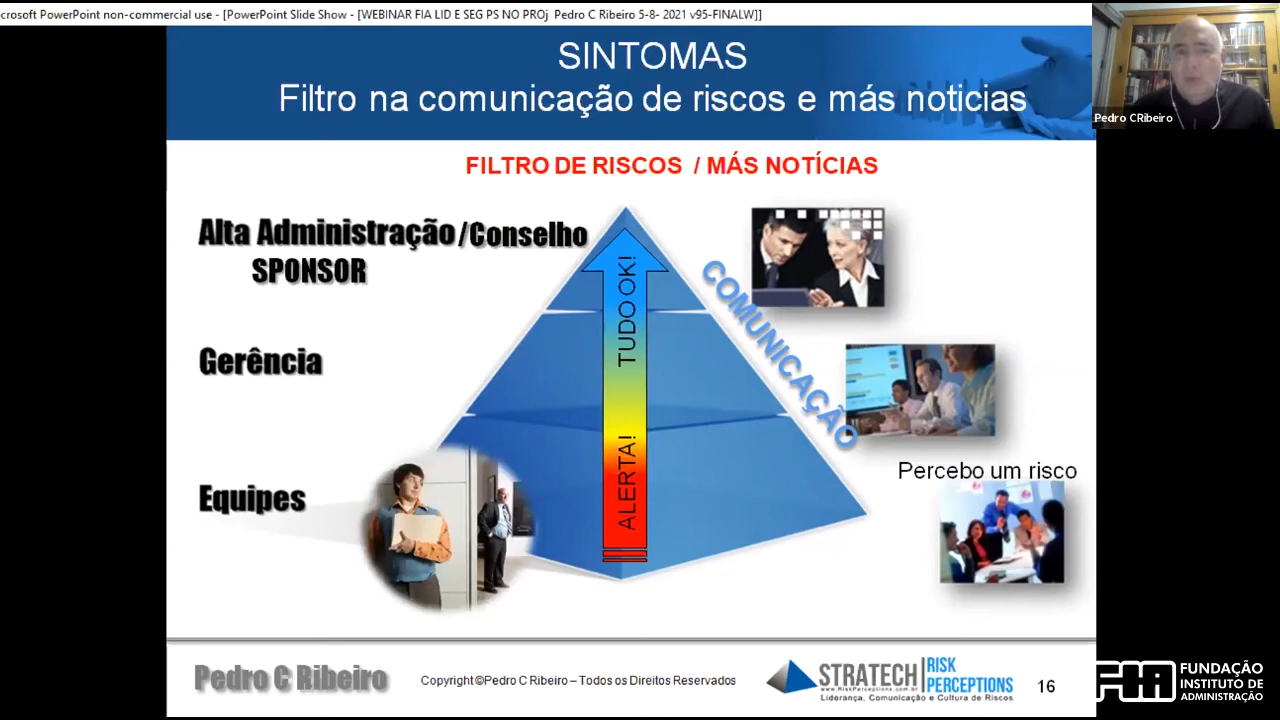 icrosoft PowerPoint non-commercial use - [PowerPoint Slide Show - [WEBINAR FIA LID E SEG PS NO PROj Pedro C Ribeiro 5-8- 2021 v95-FINALW]]
SINTOMAS
Filtro na comunicação de riscos e más noticias
Pedro CRibeiro
FILTRO DE RISCOS / MÁS NOTÍCIAS
Alta Administração /Conselho
SPONSOR
TUDO OK!
COMUNICAÇÃO
Gerência
ALERTA!
Percebo um risco
Equipes
Pedro C Ribeiro
Copyright ©Pedro C Ribeiro – Todos os Direitos Reservados
STRATECH
www.RiskPerceptions.com.br
RISK
PERCEPTIONS
Liderança, Comunicação e Cultura de Riscos
16
FIA
FUNDAÇÃO
INSTITUTO DE
ADMINISTRAÇÃO